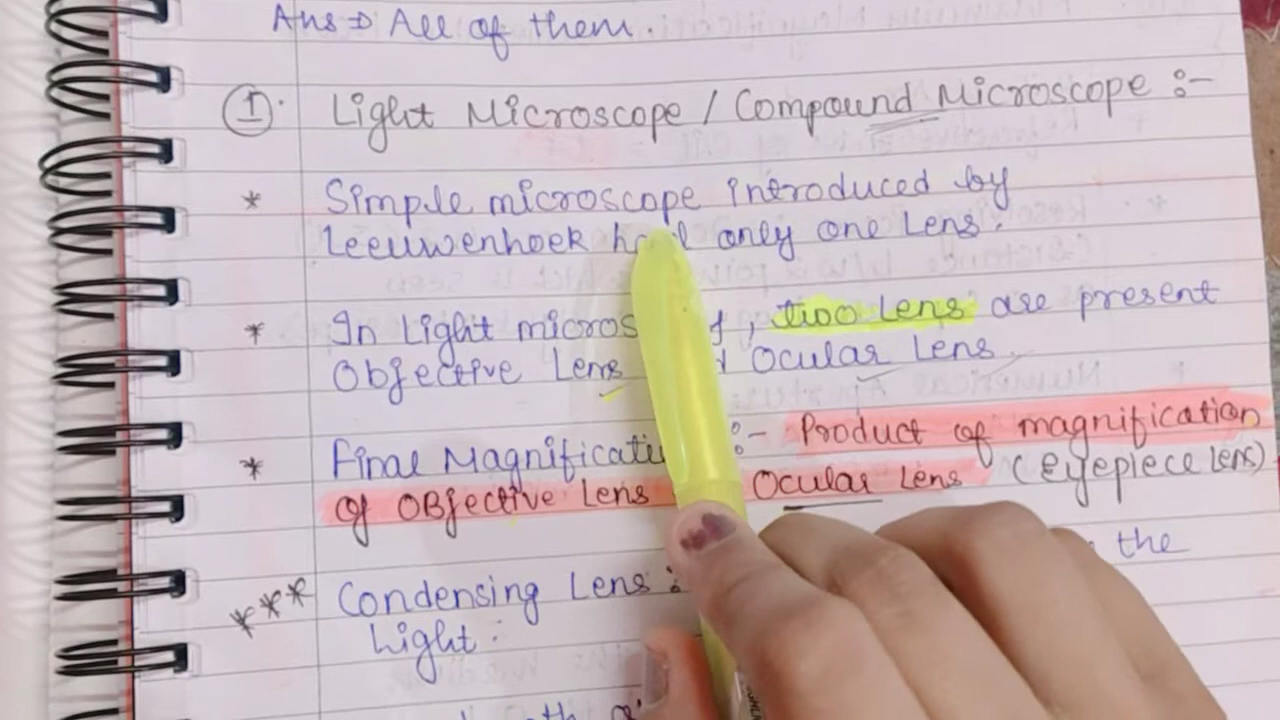 Ans ⇒ All of them.
① Light Microscope / Compound Microscope :-
* Simple microscope introduced by
Leeuwenhoek had only one Lens.
* In Light , two Lens are present
Objective Lens Ocular Lens
* Final :- Product of magnification
of Objective Lens Ocular Lens (eyepiece Lens)
*** Condensing Lens : the
Light.